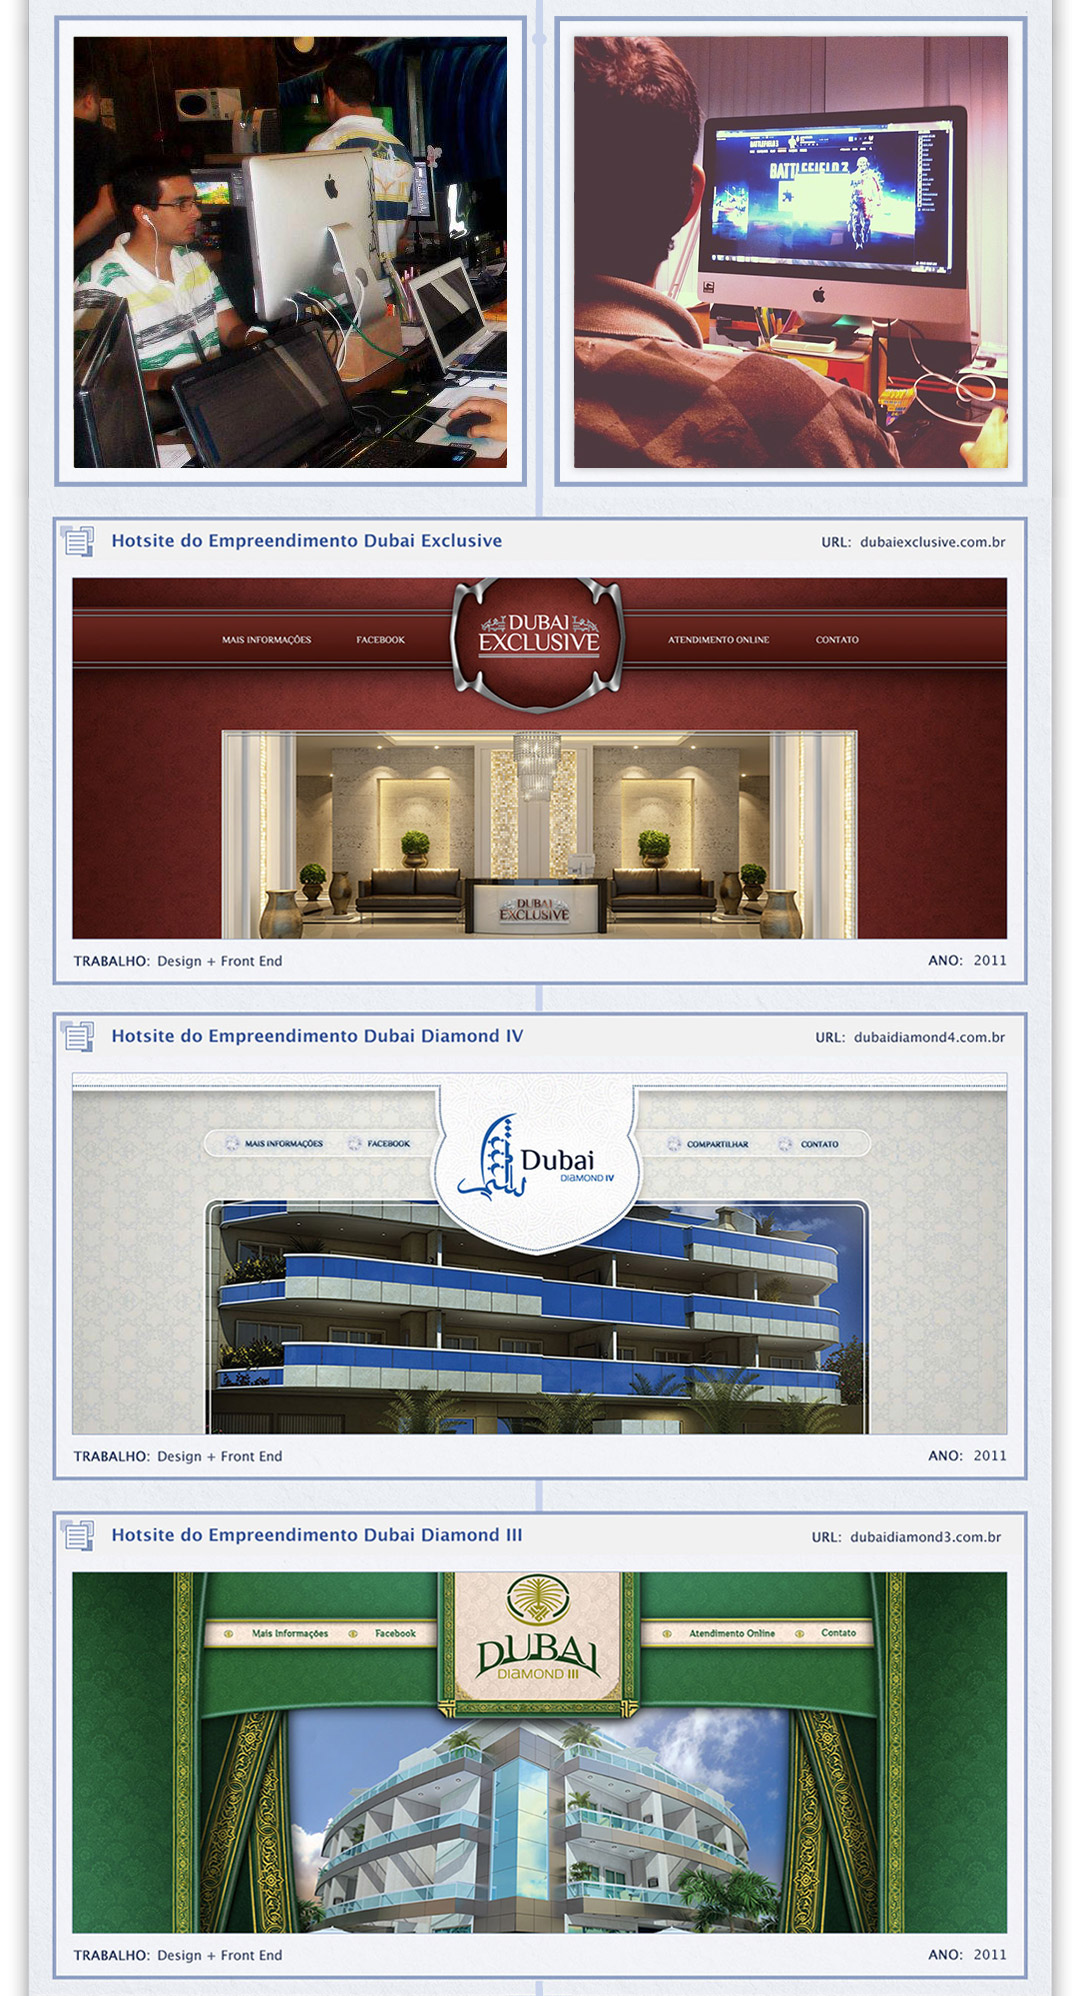 BATTLEFIELD 3
BATTLEFIELD 3
Hotsite do Empreendimento Dubai Exclusive
URL: dubaiexclusive.com.br
MAIS INFORMAÇÕES
FACEBOOK
DUBAI
EXCLUSIVE
ATENDIMENTO ONLINE
CONTATO
DUBAI
EXCLUSIVE
TRABALHO: Design + Front End
ANO: 2011
Hotsite do Empreendimento Dubai Diamond IV
URL: dubaidiamond4.com.br
MAIS INFORMAÇÕES
FACEBOOK
Dubai
DIAMOND IV
COMPARTILHAR
CONTATO
TRABALHO: Design + Front End
ANO: 2011
Hotsite do Empreendimento Dubai Diamond III
URL: dubaidiamond3.com.br
Mais Informações
Facebook
DUBAI
DIAMOND III
Atendimento Online
Contato
TRABALHO: Design + Front End
ANO: 2011